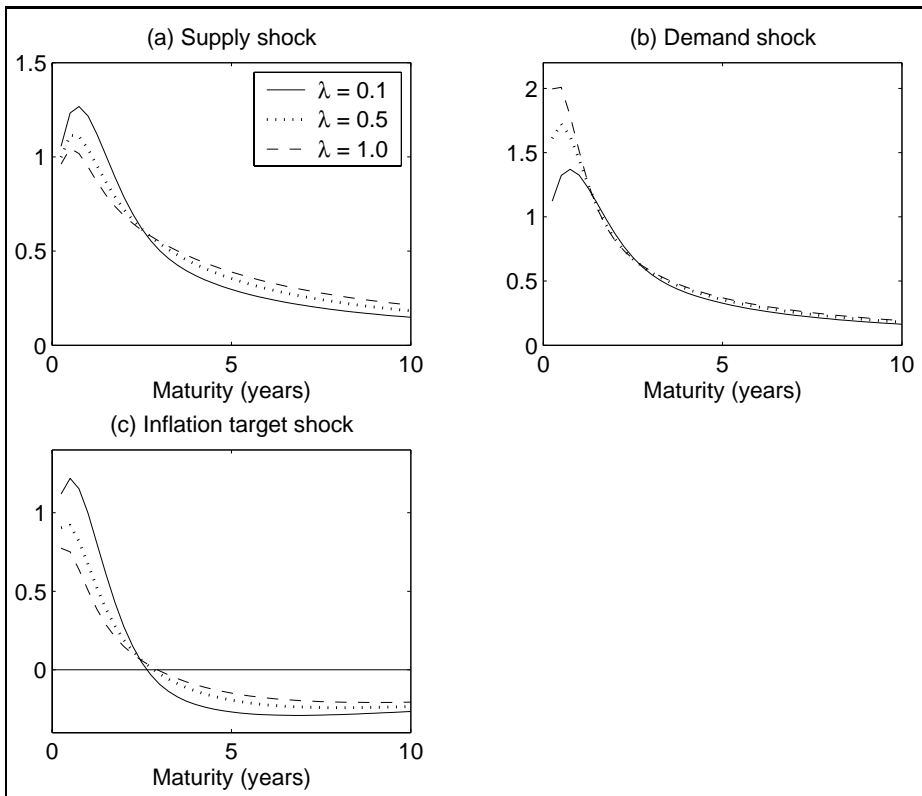 (a) Supply shock
1.5
1
0.5
0
0
5
10
Maturity (years)
λ = 0.1
λ = 0.5
λ = 1.0
(b) Demand shock
2
1.5
1
0.5
0
0
5
10
Maturity (years)
(c) Inflation target shock
1
0.5
0
0
5
10
Maturity (years)